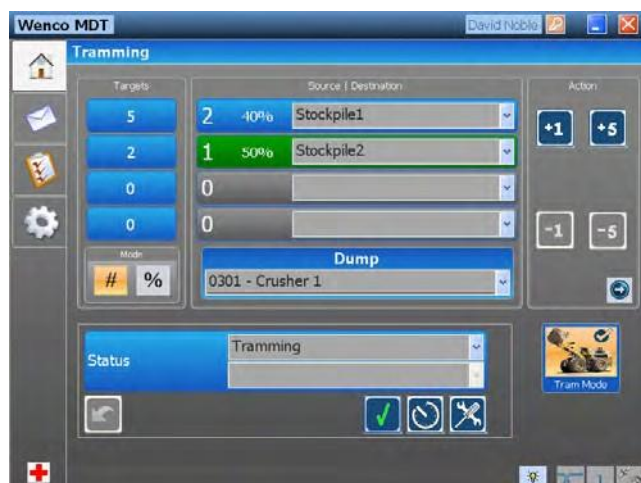 Wenco MDT
David Noble
Tramming
Targets
Source | Destination
Action
5
2 40% Stockpile1
+1 +5
2
1 50% Stockpile2
0
0
0
0
-1 -5
Mode
# %
Dump
0301 - Crusher 1
Status
Tramming
Tram Mode